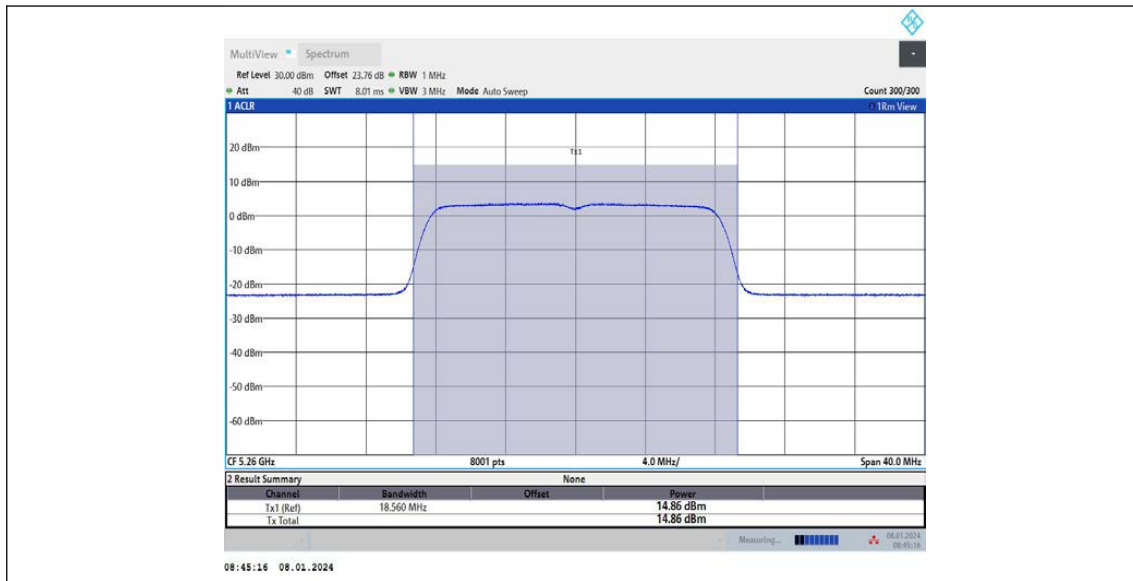 MultiView Spectrum
Ref Level 30.00 dBm Offset 23.76 dB RBW 1 MHz
Att 40 dB SWT 8.01 ms VBW 3 MHz Mode Auto Sweep Count 300/300
1 ACLR 1Rm View
20 dBm
Tx1
10 dBm
0 dBm
-10 dBm
-20 dBm
-30 dBm
-40 dBm
-50 dBm
-60 dBm
CF 5.26 GHz 8001 pts 4.0 MHz/ Span 40.0 MHz
2 Result Summary None
Channel Bandwidth Offset Power
Tx1 (Ref) 18.560 MHz 14.86 dBm
Tx Total 14.86 dBm
Measuring... 08.01.2024
08:45:16
08:45:16 08.01.2024